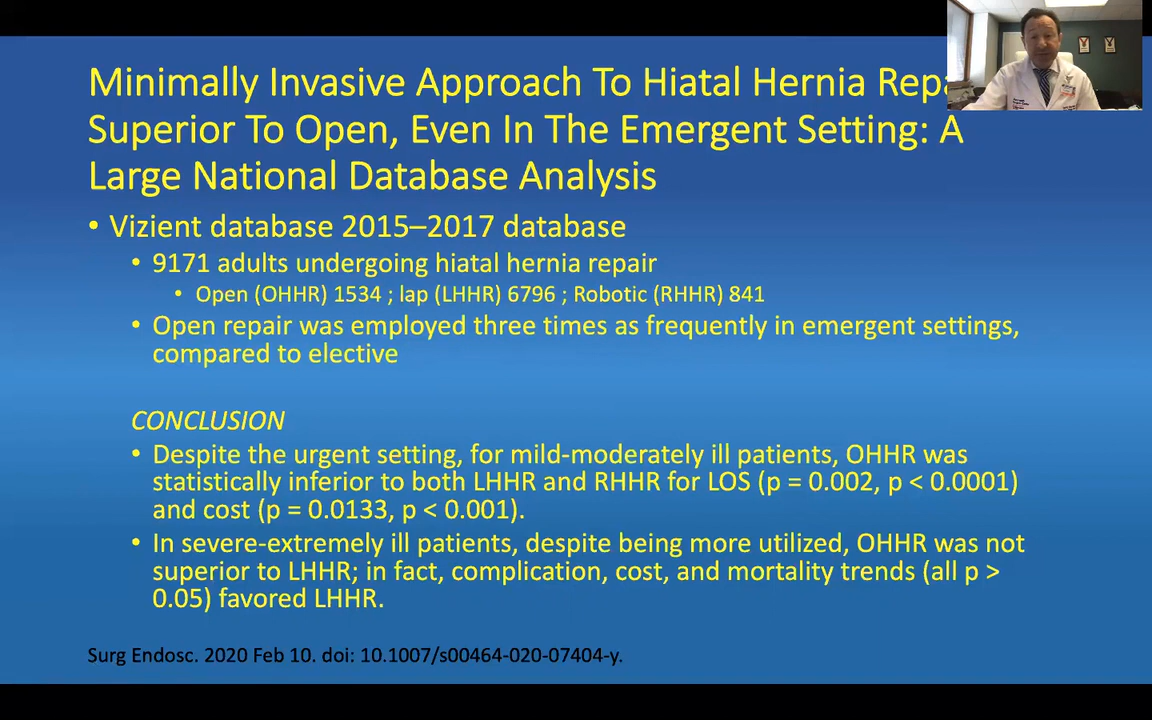 Minimally Invasive Approach To Hiatal Hernia
Superior To Open, Even In The Emergent Setting: A
Large National Database Analysis
• Vizient database 2015–2017 database
• 9171 adults undergoing hiatal hernia repair
• Open (OHHR) 1534 ; lap (LHHR) 6796 ; Robotic (RHHR) 841
• Open repair was employed three times as frequently in emergent settings,
compared to elective
CONCLUSION
• Despite the urgent setting, for mild-moderately ill patients, OHHR was
statistically inferior to both LHHR and RHHR for LOS (p = 0.002, p < 0.0001)
and cost (p = 0.0133, p < 0.001).
• In severe-extremely ill patients, despite being more utilized, OHHR was not
superior to LHHR; in fact, complication, cost, and mortality trends (all p >
0.05) favored LHHR.
Surg Endosc. 2020 Feb 10. doi: 10.1007/s00464-020-07404-y.